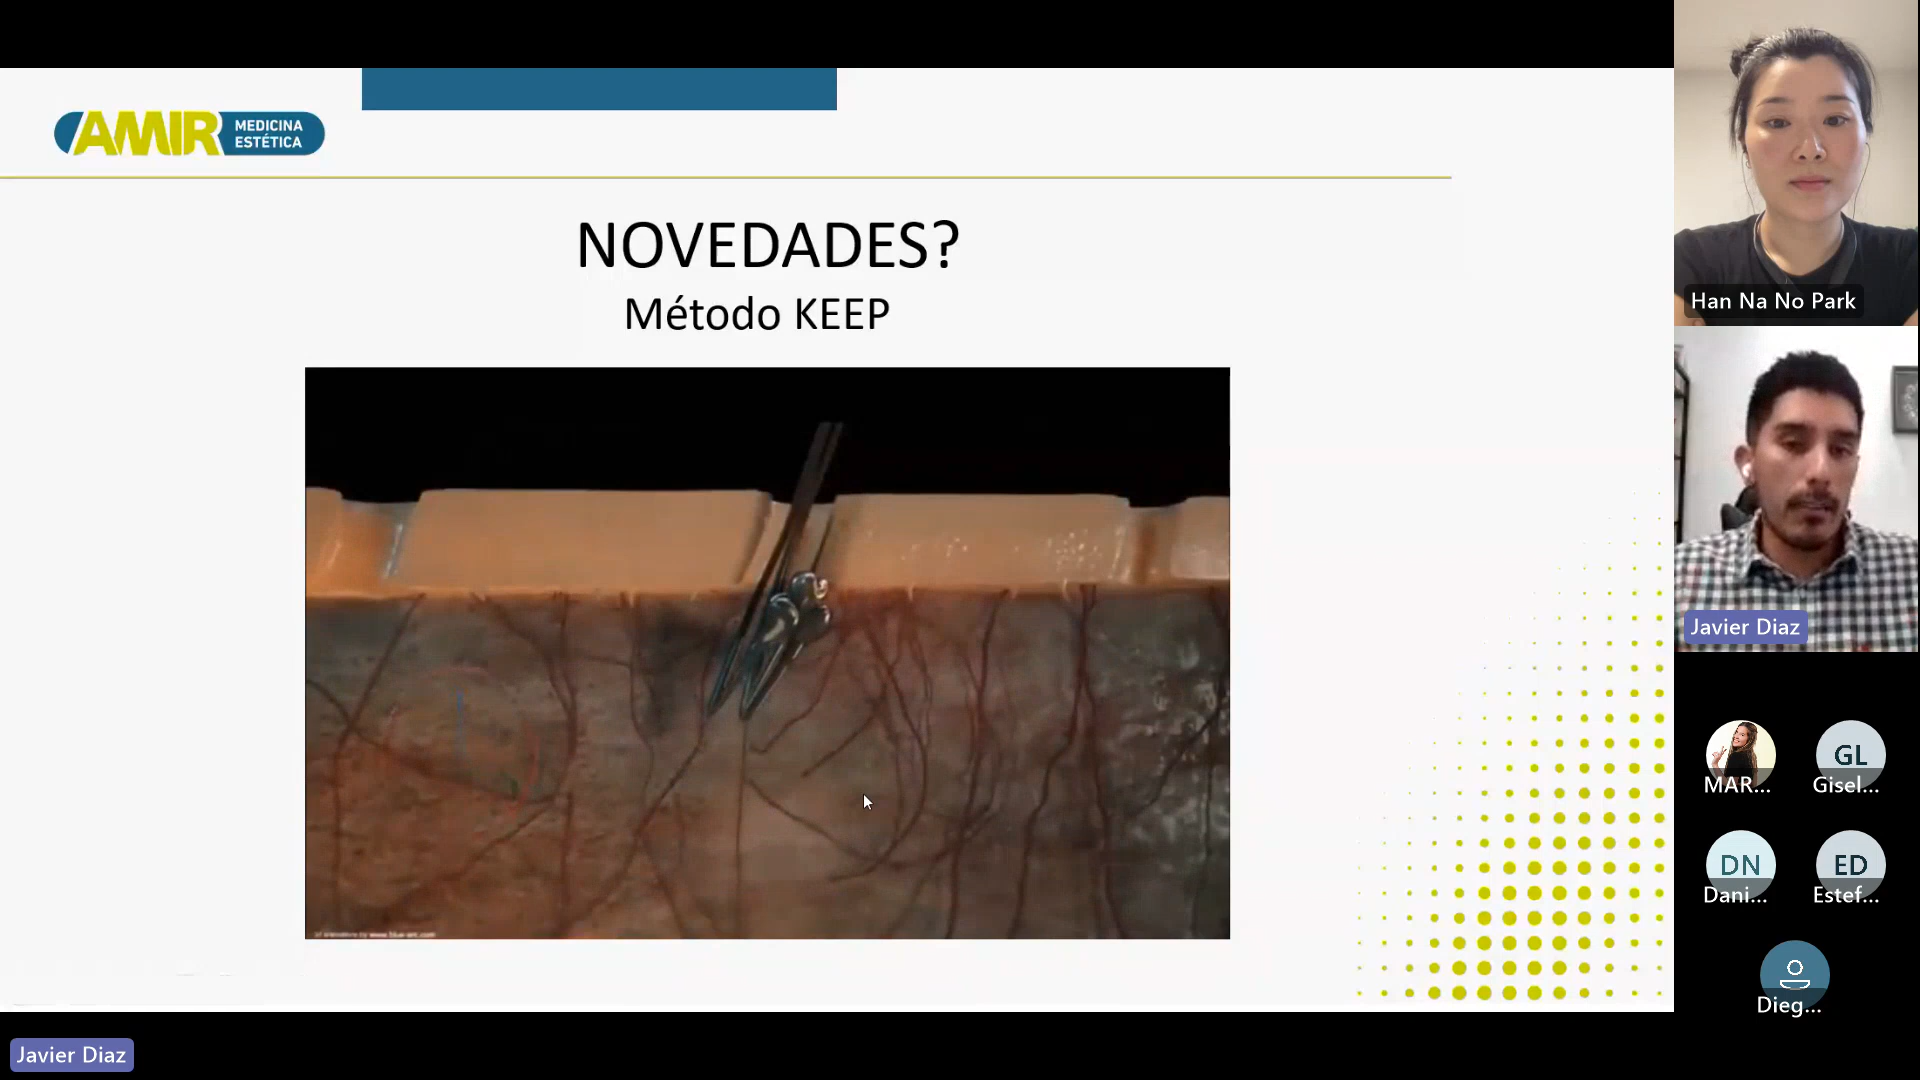 AMIR MEDICINA
ESTÉTICA
NOVEDADES?
Método KEEP
Han Na No Park
Javier Diaz
MAR...
GL
Gisel...
DN
Dani...
ED
Estef...
Dieg...
Javier Diaz